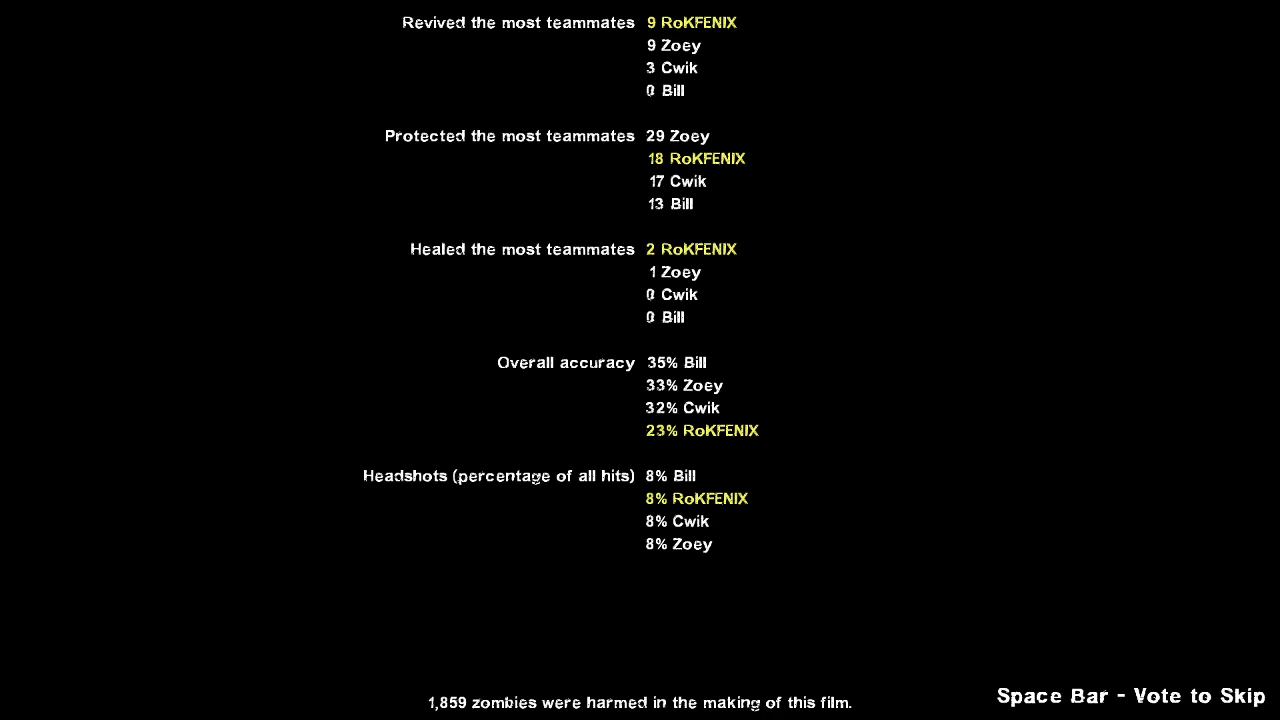 Revived the most teammates 9 RoKFENIX
9 Zoey
3 Cwik
0 Bill
Protected the most teammates 29 Zoey
18 RoKFENIX
17 Cwik
13 Bill
Healed the most teammates 2 RoKFENIX
1 Zoey
0 Cwik
0 Bill
Overall accuracy 35% Bill
33% Zoey
32% Cwik
23% RoKFENIX
Headshots (percentage of all hits) 8% Bill
8% RoKFENIX
8% Cwik
8% Zoey
1,859 zombies were harmed in the making of this film.
Space Bar - Vote to Skip